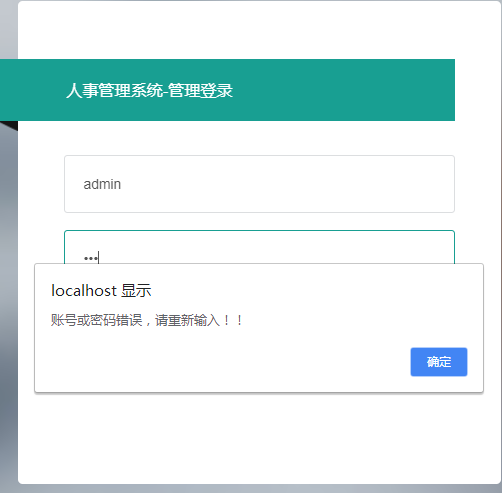 人事管理系统-管理登录
admin
•••
localhost 显示
账号或密码错误，请重新输入！！
确定